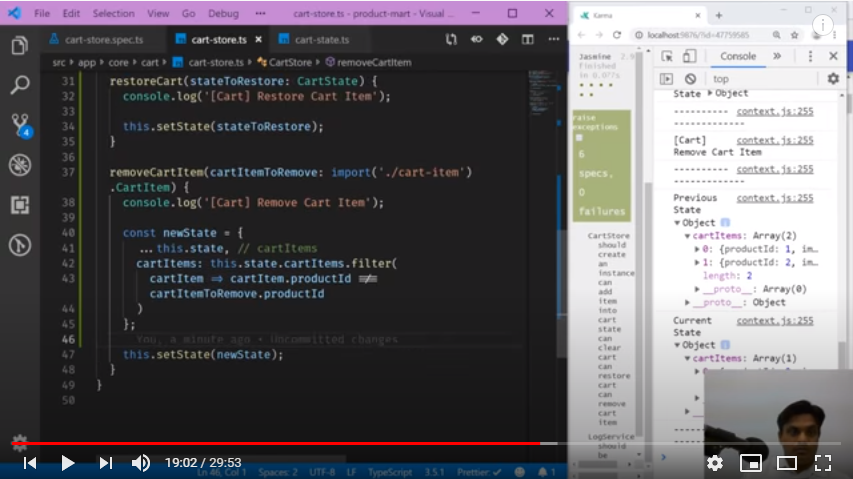 File Edit Selection View Go Debug ... cart-store.ts - product-mart - Visual ...
cart-store.spec.ts cart-store.ts × cart-state.ts ...
src > app > core > cart > cart-store.ts > CartStore > removeCartItem
31 restoreCart(stateToRestore: CartState) {
32 console.log('[Cart] Restore Cart Item');
33
34 this.setState(stateToRestore);
35 }
36
37 removeCartItem(cartItemToRemove: import('./cart-item')
.CartItem) {
38 console.log('[Cart] Remove Cart Item');
39
40 const newState = {
41 ...this.state, // cartItems
42 cartItems: this.state.cartItems.filter(
43 cartItem => cartItem.productId !==
cartItemToRemove.productId
44 )
45 };
46 You, a minute ago • Uncommitted changes
47 this.setState(newState);
48 }
49 }
50
4
Ln 46, Col 1 Spaces: 2 UTF-8 LF TypeScript 3.5.1 Prettier: ✓ 1
19:02 / 29:53
Karma ×
localhost:9876/?id=47759585
Jasmine
finished
in 0.077s
raise
exceptions
6
specs,
0
failures
CartStore
should
create
an
instance
can
add
item
into
cart
state
can
clear
cart
can
restore
cart
can
remove
cart
item
LogService
should
be
Console » ×
top
State ▸ Object
---------- context.js:255
-------------
[Cart] context.js:255
Remove Cart Item
---------- context.js:255
-------------
Previous context.js:255
State
▼ Object i
▼ cartItems: Array(2)
▸ 0: {productId: 1, im…
▸ 1: {productId: 2, im…
length: 2
▸ __proto__: Array(0)
▸ __proto__: Object
Current context.js:255
State
▼ Object i
▼ cartItems: Array(1)